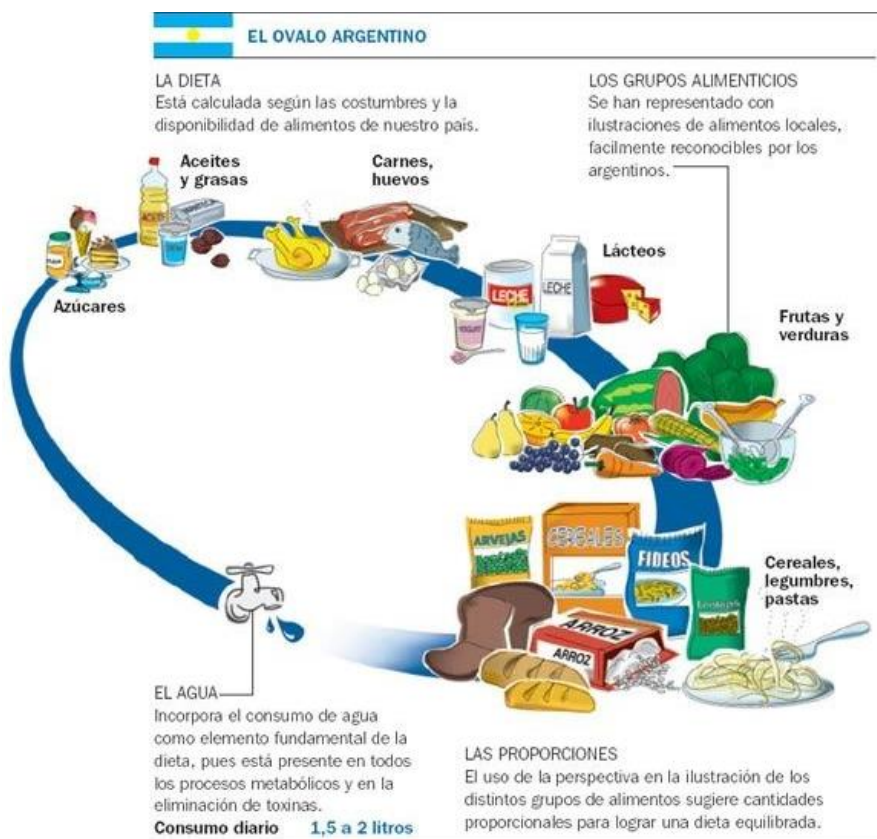 EL OVALO ARGENTINO
LA DIETA
Está calculada según las costumbres y la
disponibilidad de alimentos de nuestro país.
LOS GRUPOS ALIMENTICIOS
Se han representado con
ilustraciones de alimentos locales,
facilmente reconocibles por los
argentinos.
Aceites
y grasas
Carnes,
huevos
ACEITE
MANTECA
Azúcares
Lácteos
LECHE
LECHE
YOGURT
Frutas y
verduras
ARVEJAS
CEREALES
FIDEOS
Lentejas
Cereales,
legumbres,
pastas
ARROZ
ARROZ
EL AGUA
Incorpora el consumo de agua
como elemento fundamental de la
dieta, pues está presente en todos
los procesos metabólicos y en la
eliminación de toxinas.
Consumo diario 1,5 a 2 litros
LAS PROPORCIONES
El uso de la perspectiva en la ilustración de los
distintos grupos de alimentos sugiere cantidades
proporcionales para lograr una dieta equilibrada.